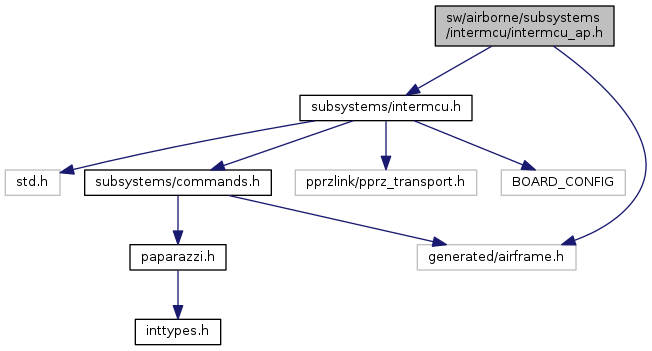 sw/airborne/subsystems
/intermcu/intermcu_ap.h
subsystems/intermcu.h
std.h
subsystems/commands.h
pprzlink/pprz_transport.h
BOARD_CONFIG
paparazzi.h
generated/airframe.h
inttypes.h